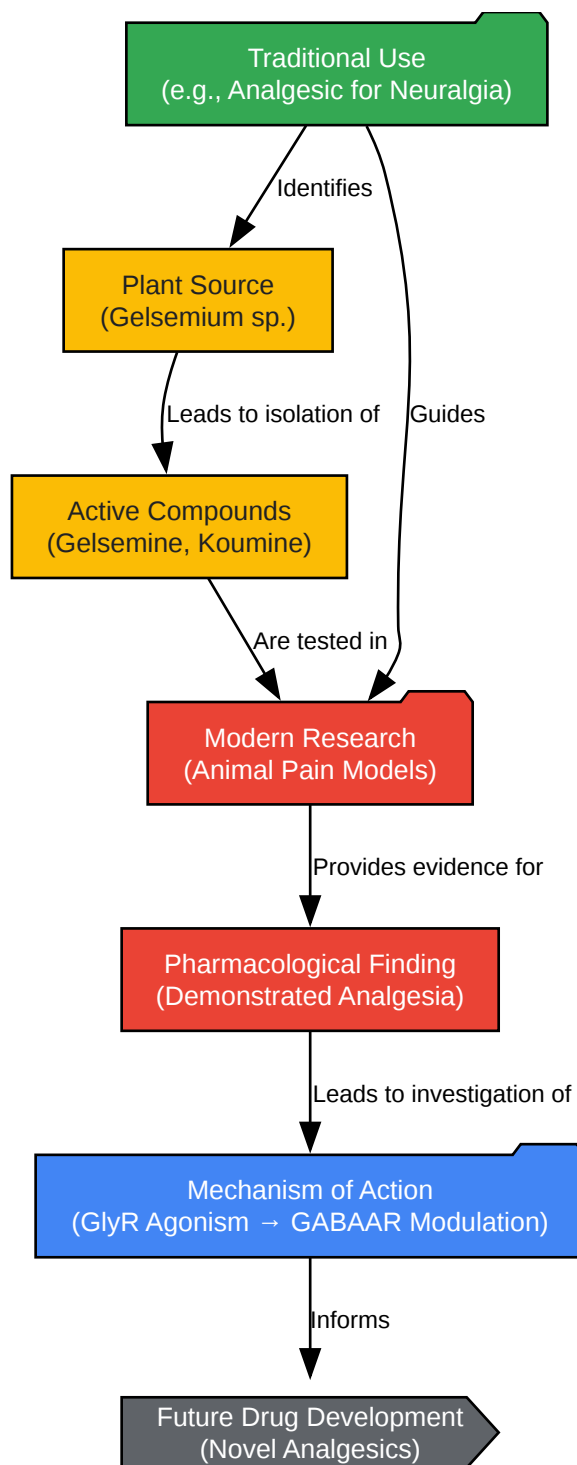 Traditional Use
(e.g., Analgesic for Neuralgia)
Identifies
Plant Source
(Gelsemium sp.)
Leads to isolation of
Guides
Active Compounds
(Gelsemine, Koumine)
Are tested in
Modern Research
(Animal Pain Models)
Provides evidence for
Pharmacological Finding
(Demonstrated Analgesia)
Leads to investigation of
Mechanism of Action
(GlyR Agonism → GABAAR Modulation)
Informs
Future Drug Development
(Novel Analgesics)